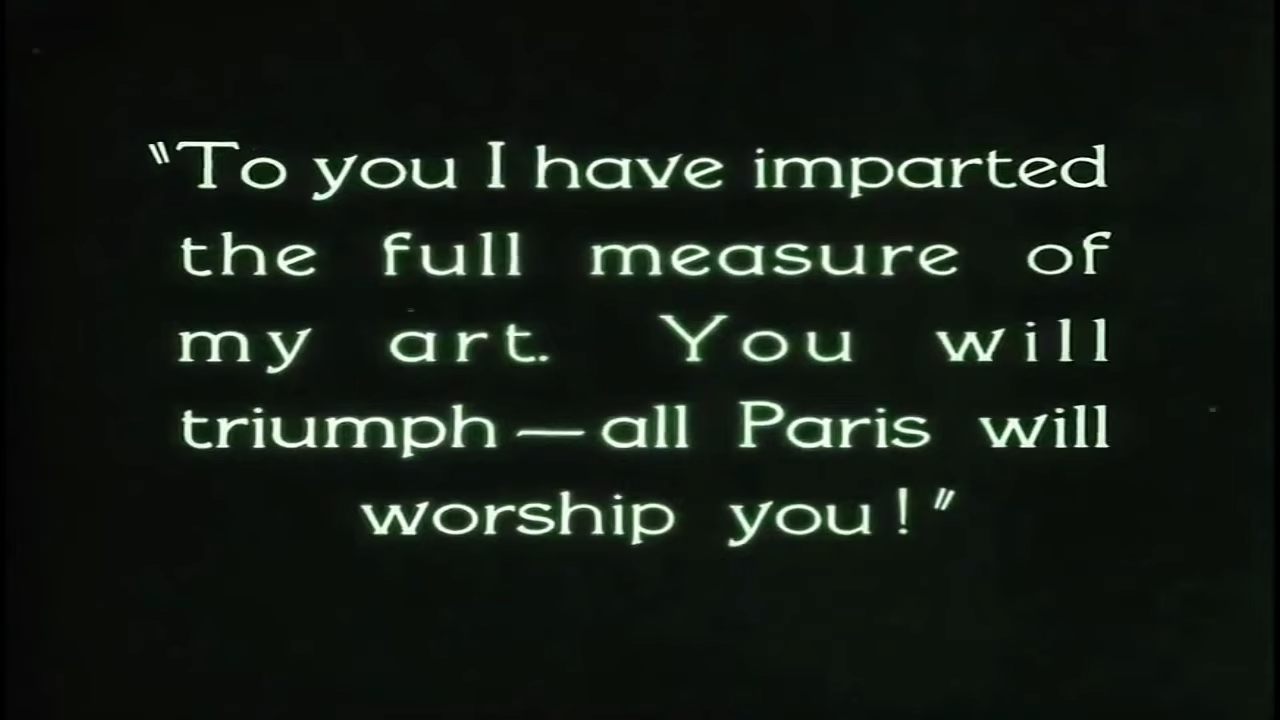 "To you I have imparted
the full measure of
my art. You will
triumph—all Paris will
worship you!"